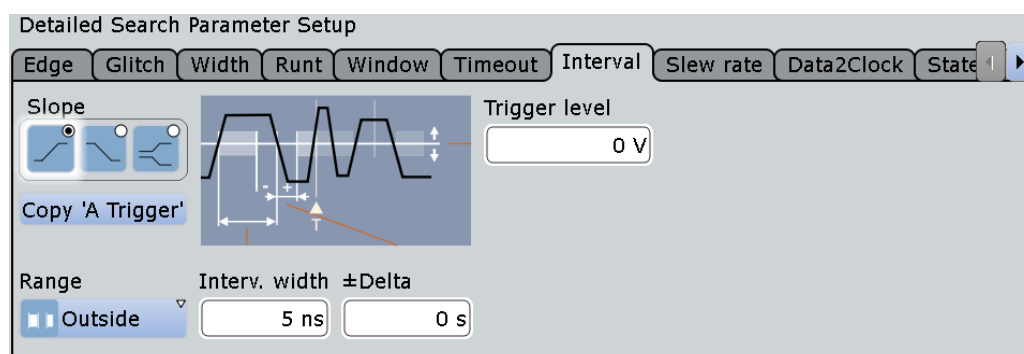 Detailed Search Parameter Setup
Edge Glitch Width Runt Window Timeout Interval Slew rate Data2Clock State
Slope
Trigger level
0 V
Copy 'A Trigger'
- +
T
Range Interv. width ±Delta
Outside 5 ns 0 s